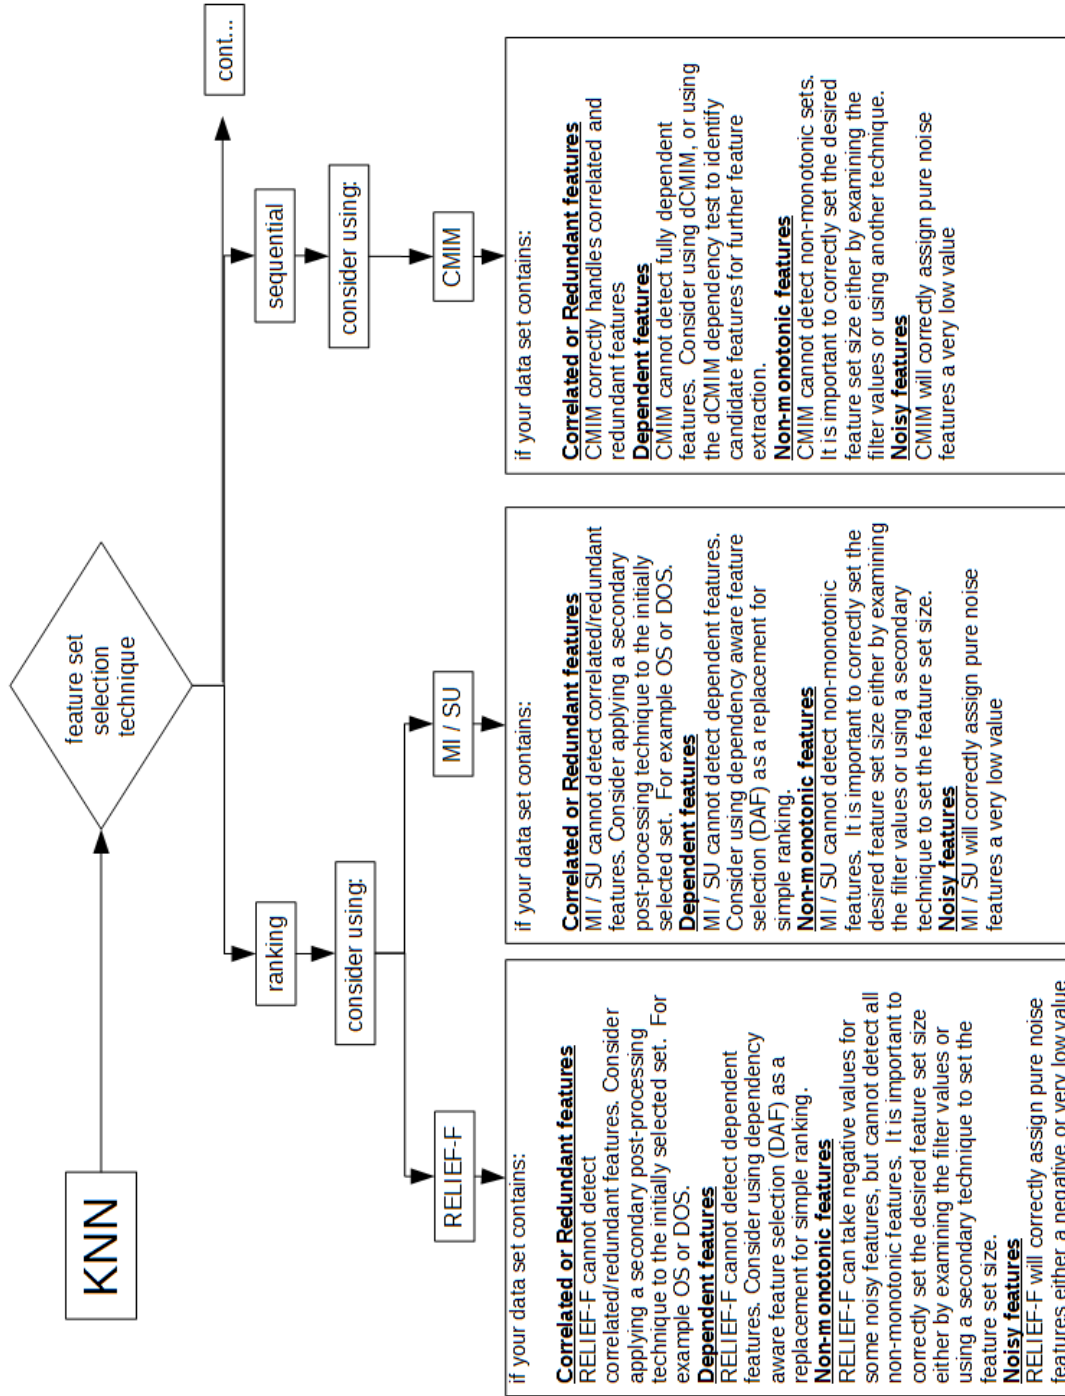 KNN
feature set
selection
technique
cont...
ranking
consider using:
RELIEF-F
MI / SU
sequential
consider using:
CMIM
if your data set contains:
Correlated or Redundant features
RELIEF-F cannot detect
correlated/redundant features. Consider
applying a secondary post-processing
technique to the initially selected set. For
example OS or DOS.
Dependent features
RELIEF-F cannot detect dependent
features. Consider using dependency
aware feature selection (DAF) as a
replacement for simple ranking.
Non-monotonic features
RELIEF-F can take negative values for
some noisy features, but cannot detect all
non-monotonic features. It is important to
correctly set the desired feature set size
either by examining the filter values or
using a secondary technique to set the
feature set size.
Noisy features
RELIEF-F will correctly assign pure noise
features either a negative or very low value
if your data set contains:
Correlated or Redundant features
MI / SU cannot detect correlated/redundant
features. Consider applying a secondary
post-processing technique to the initially
selected set. For example OS or DOS.
Dependent features
MI / SU cannot detect dependent features.
Consider using dependency aware feature
selection (DAF) as a replacement for
simple ranking.
Non-monotonic features
MI / SU cannot detect non-monotonic
features. It is important to correctly set the
desired feature set size either by examining
the filter values or using a secondary
technique to set the feature set size.
Noisy features
MI / SU will correctly assign pure noise
features a very low value
if your data set contains:
Correlated or Redundant features
CMIM correctly handles correlated and
redundant features
Dependent features
CMIM cannot detect fully dependent
features. Consider using dCMIM, or using
the dCMIM dependency test to identify
candidate features for further feature
extraction.
Non-monotonic features
CMIM cannot detect non-monotonic sets.
It is important to correctly set the desired
feature set size either by examining the
filter values or using another technique.
Noisy features
CMIM will correctly assign pure noise
features a very low value